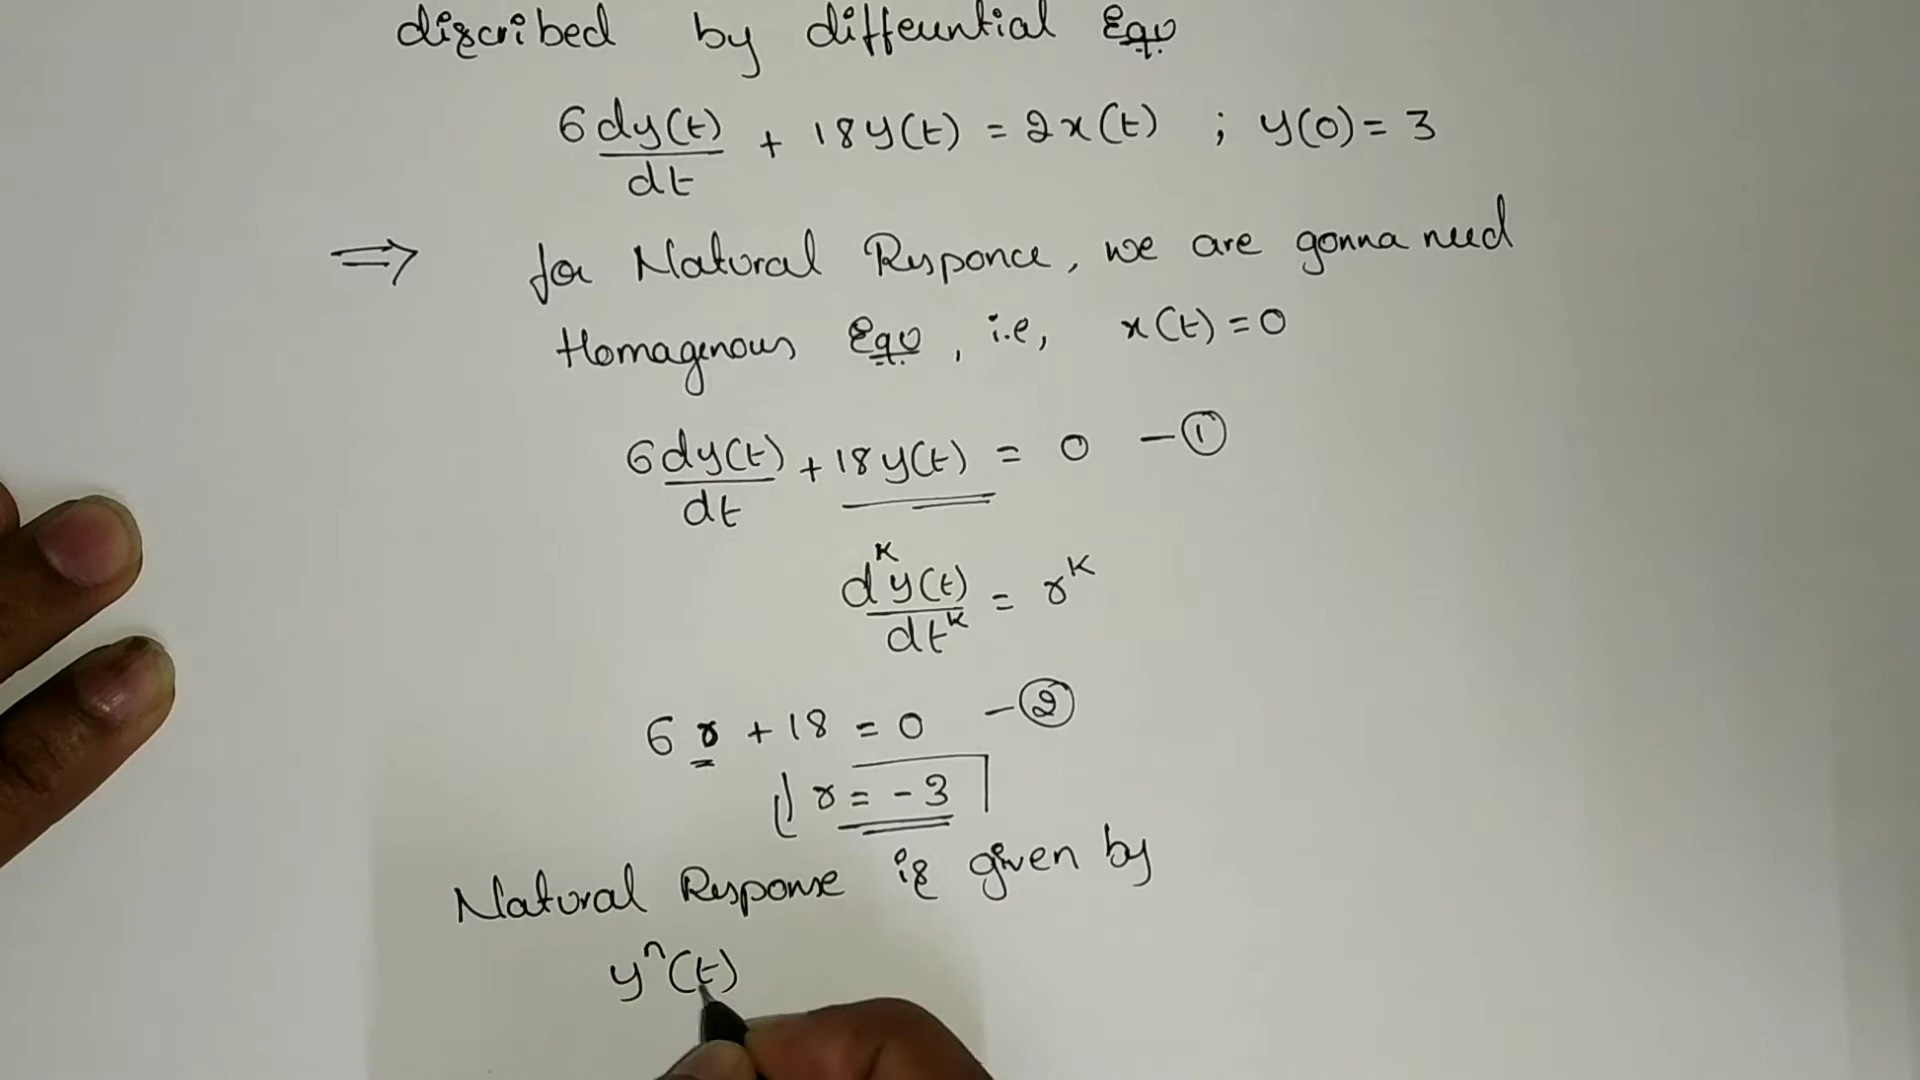 discribed by differential Eqn
6 dy(t)/dt + 18y(t) = 2x(t) ; y(0) = 3
⇒ for Natural Responce, we are gonna need
Homagenous Eqn, i.e, x(t) = 0
6 dy(t)/dt + 18y(t) = 0 - ①
d^k y(t)/dt^k = r^k
6 r + 18 = 0 - ②
r = -3
Natural Response is given by
y^n(t)